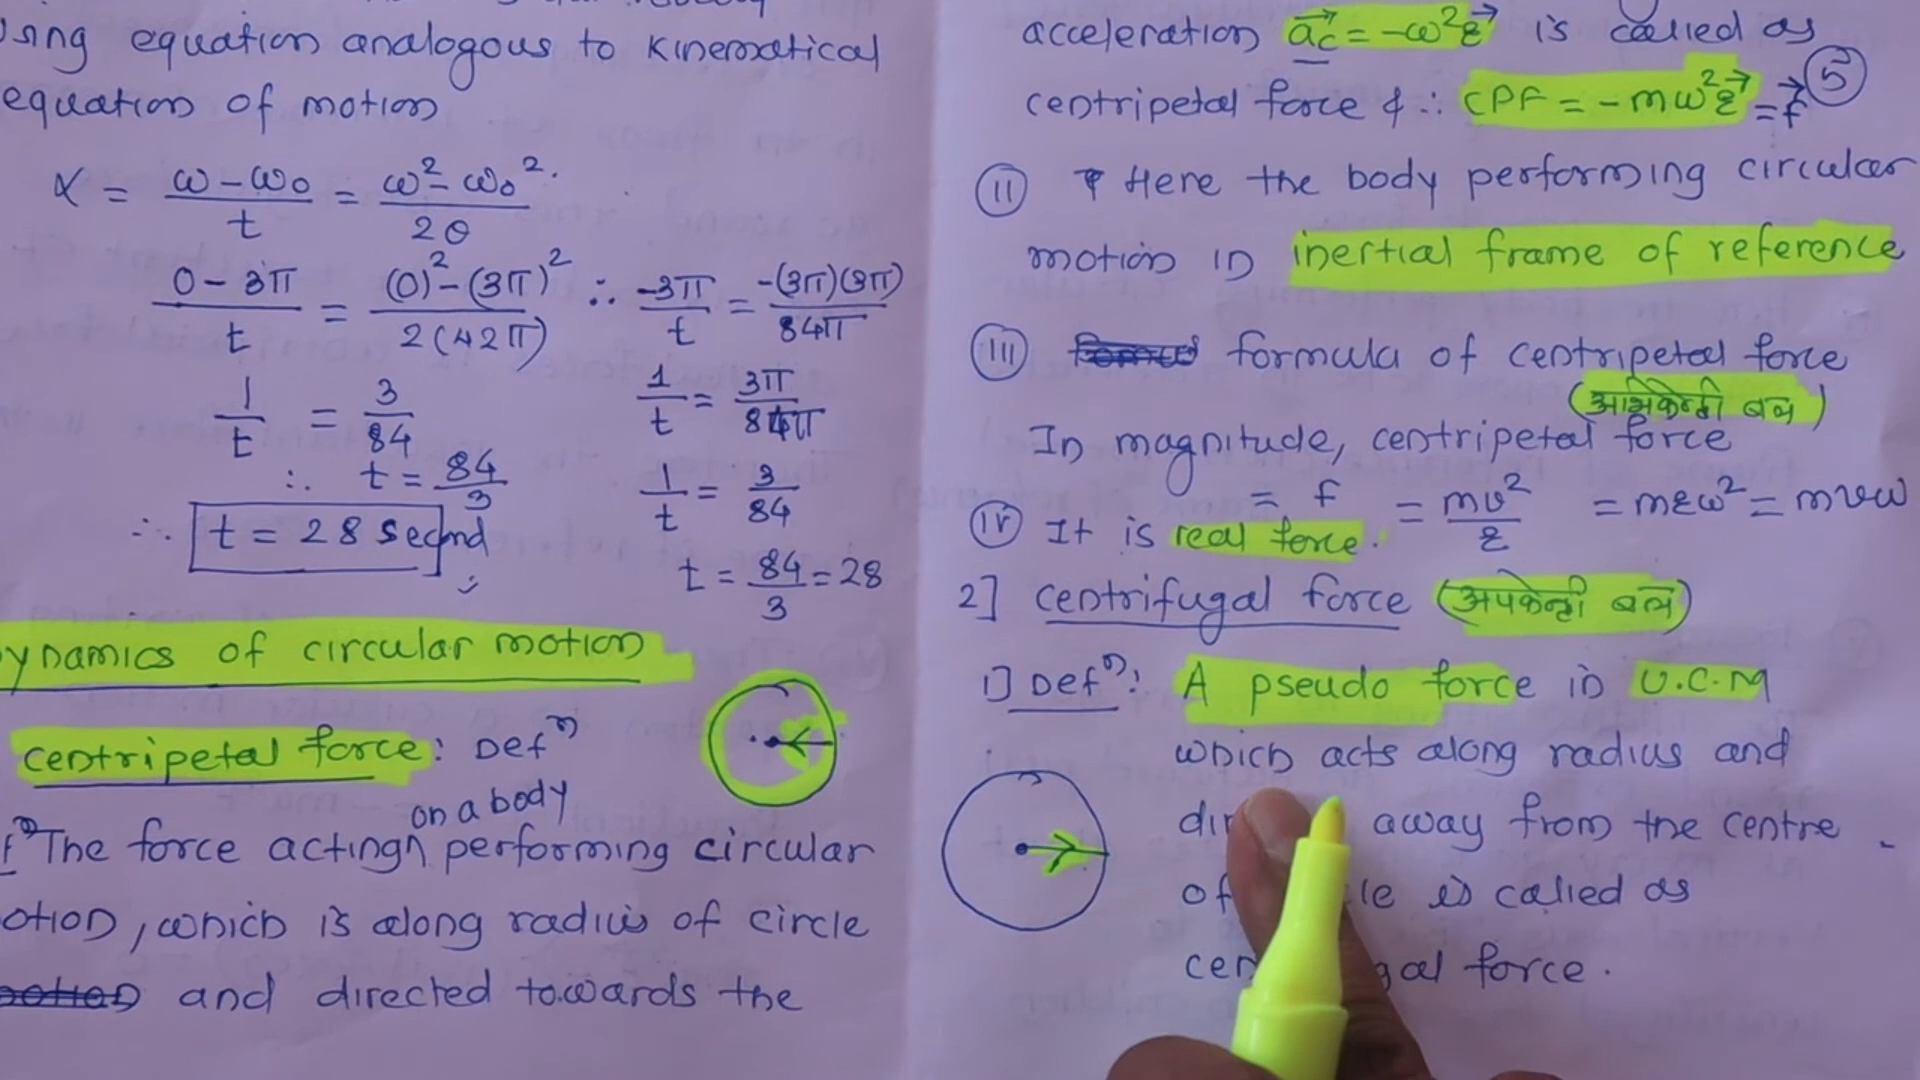 using equation analogous to kinematical
equation of motion
α = ω - ω₀ / t = ω² - ω₀² / 2θ
0 - 3π / t = (0)² - (3π)² / 2(42π) ∴ -3π / t = -(3π)(3π) / 84π
1 / t = 3 / 84
1 / t = 3π / 84π
∴ t = 84 / 3
1 / t = 3 / 84
∴ t = 28 second
t = 84 / 3 = 28
ynamics of circular motion
centripetal force: Defⁿ
on a body
The force acting performing circular
otion, which is along radius of circle
and directed towards the
acceleration a⃗c = -ω²r⃗ is called as
5
centripetal force & ∴ CPF = -mω²r⃗ = f⃗
(ii) Here the body performing circular
motion in inertial frame of reference
(iii) formula of centripetal force
(अभिकेन्द्री बल)
In magnitude, centripetal force
= F = mv² / r = mrω² = mvω
(iv) It is real force.
2] centrifugal force (अपकेन्द्री बल)
1] Defⁿ: A pseudo force in U.C.M
which acts along radius and
away from the centre
of is called as
force.